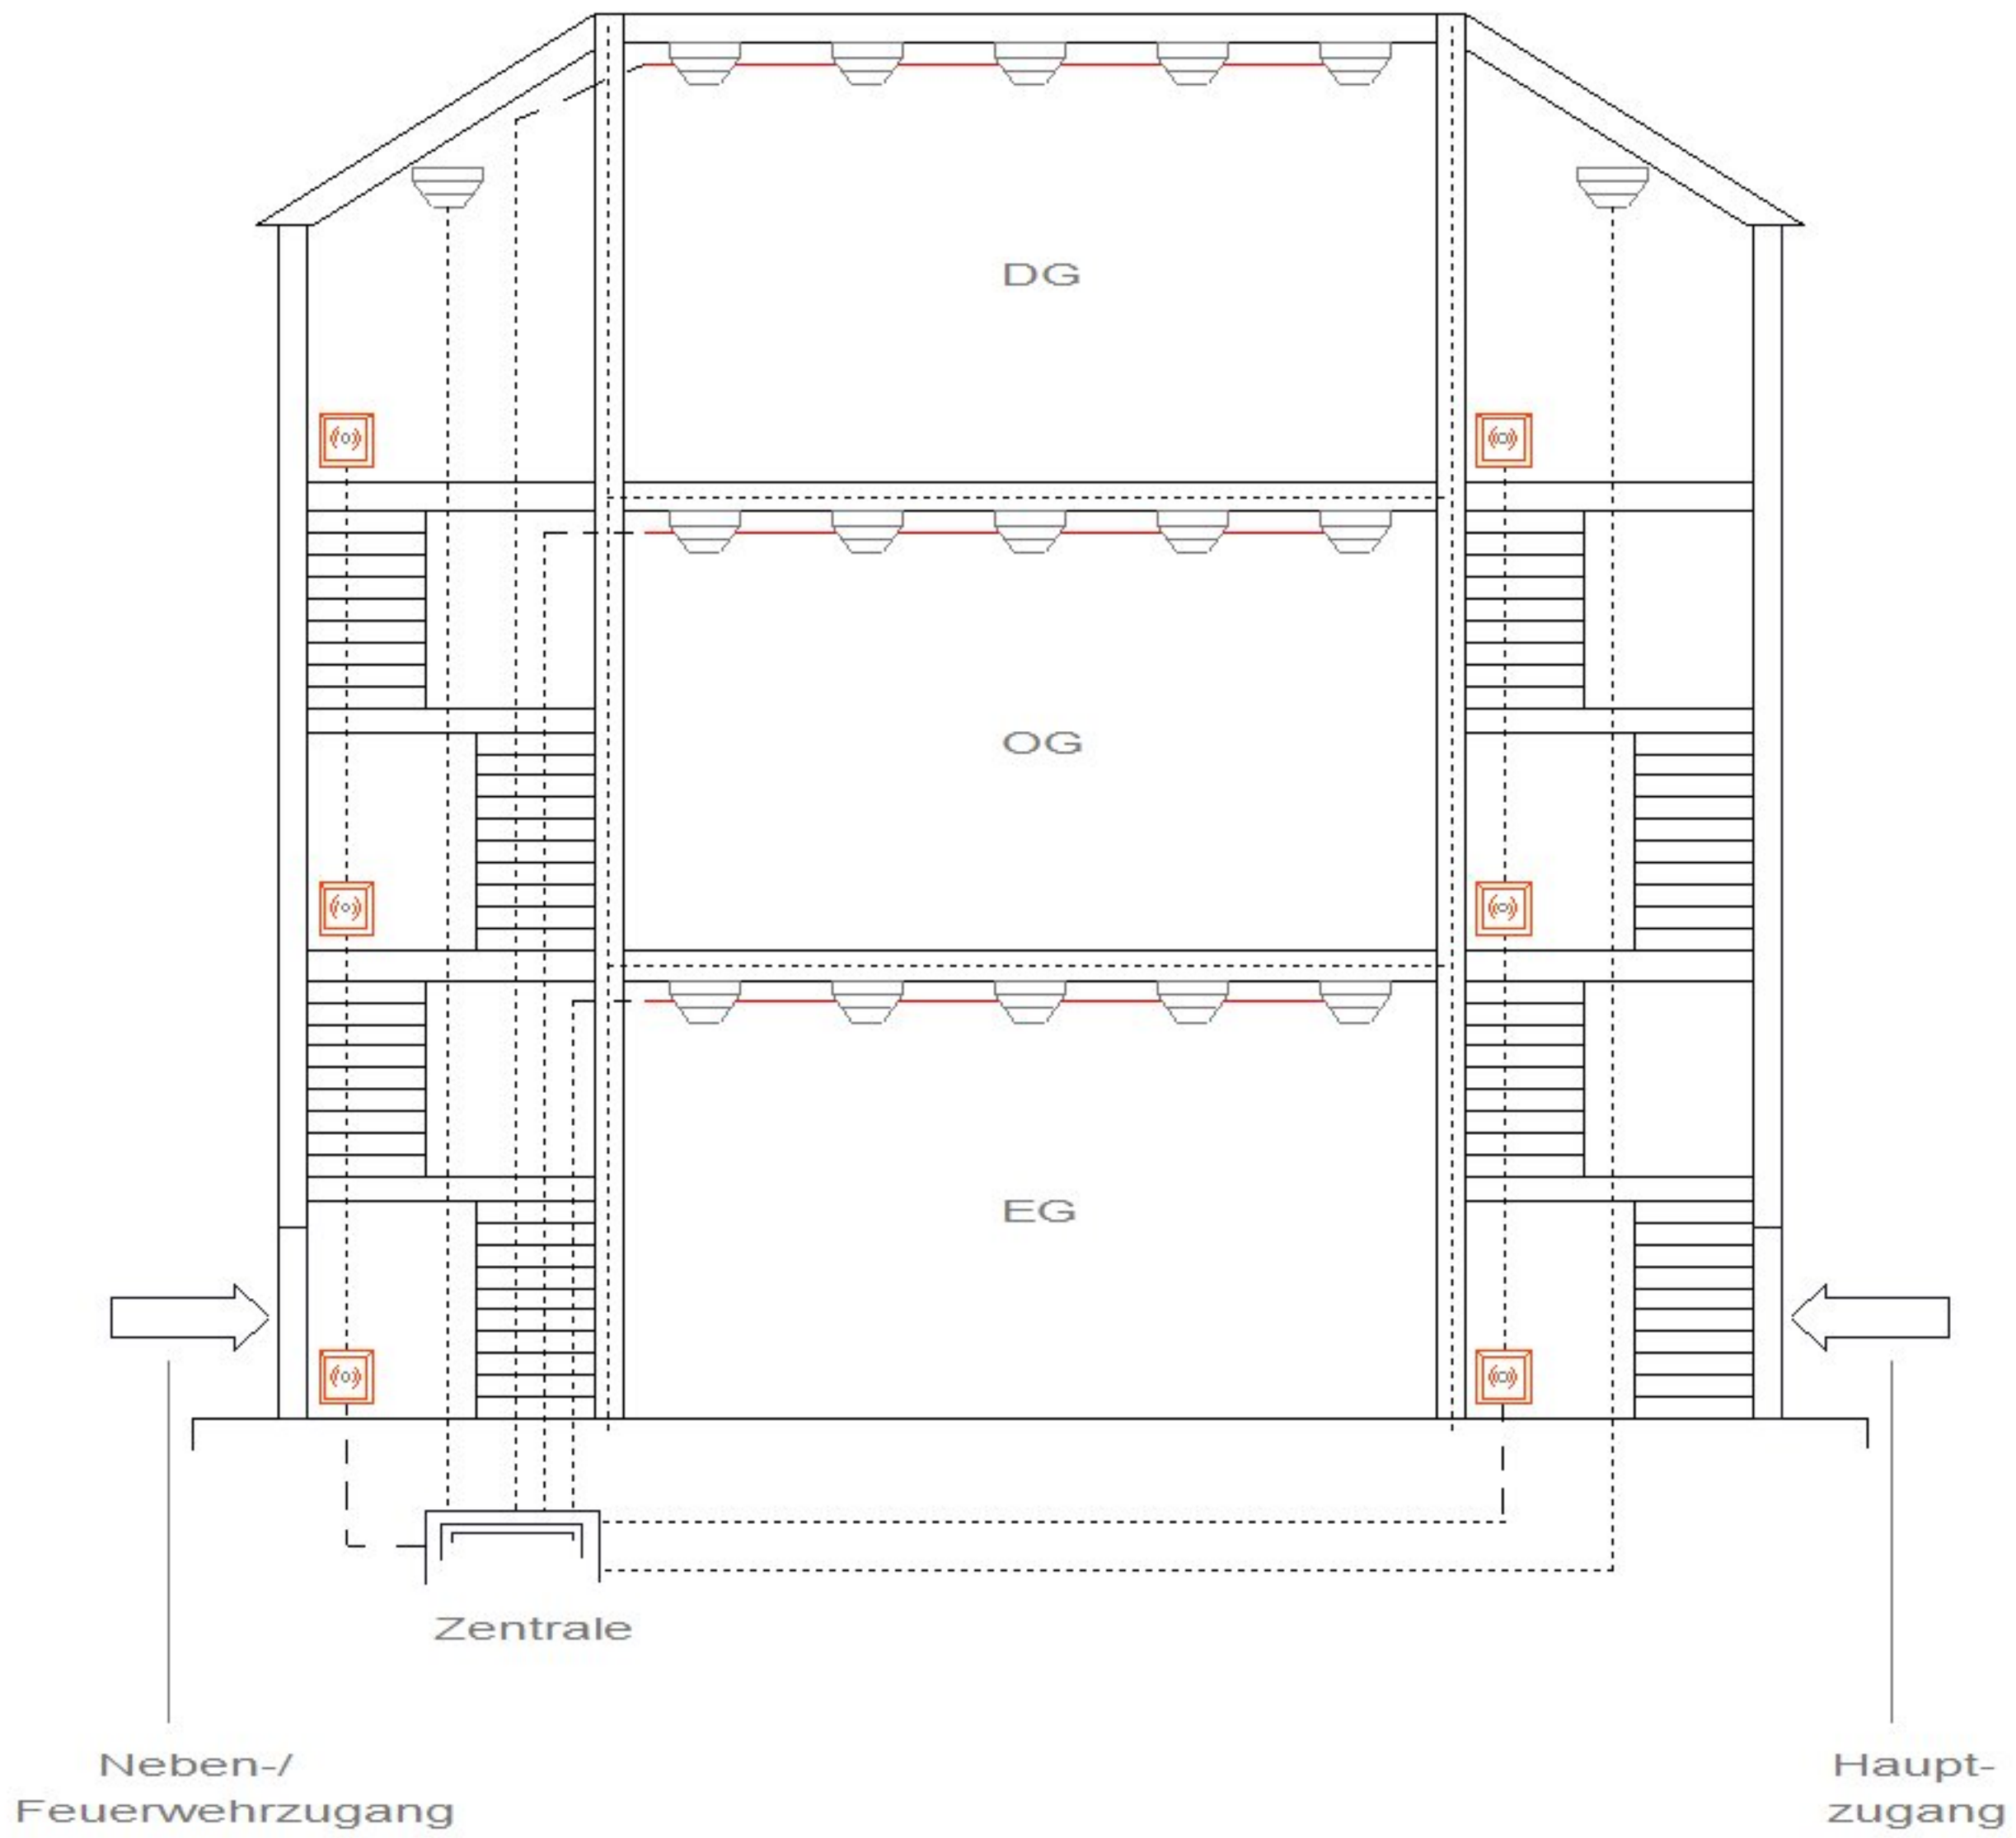 DG
OG
EG
Zentrale
Neben-/
Feuerwehrzugang
Haupt-
zugang